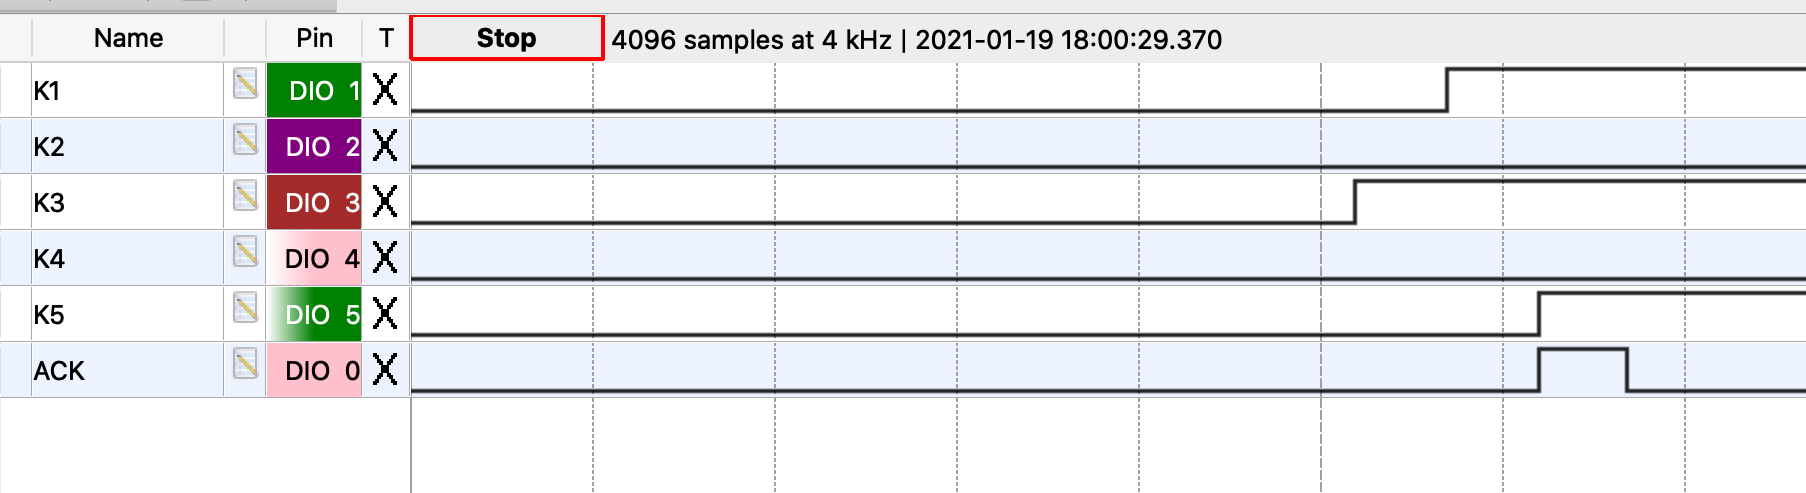 Name Pin T Stop 4096 samples at 4 kHz | 2021-01-19 18:00:29.370
K1 DIO 1 X
K2 DIO 2 X
K3 DIO 3 X
K4 DIO 4 X
K5 DIO 5 X
ACK DIO 0 X